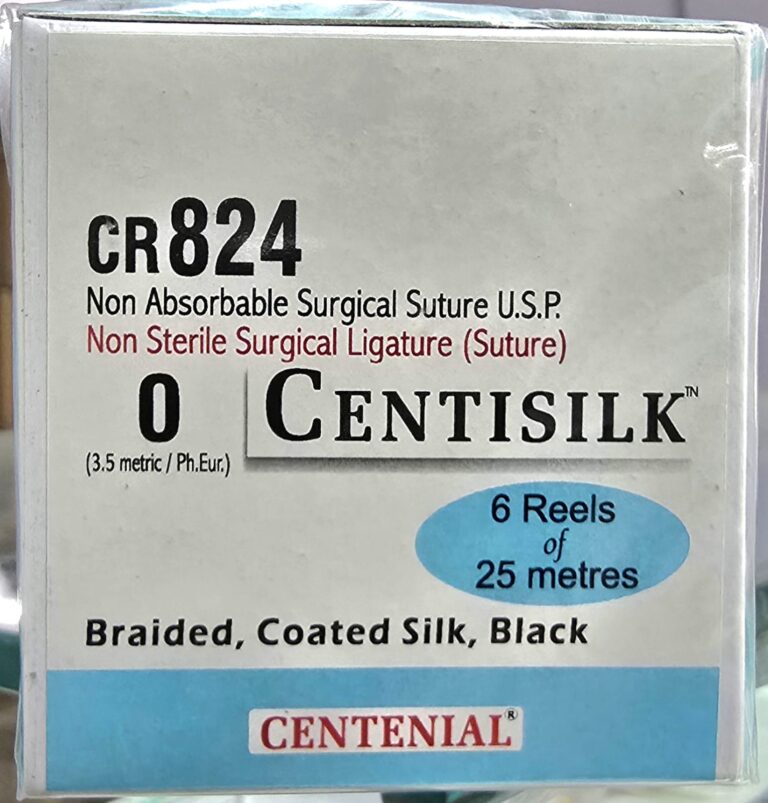 CR824
Non Absorbable Surgical Suture U.S.P.
Non Sterile Surgical Ligature (Suture)
0 CENTISILK™
(3.5 metric / Ph.Eur.)
6 Reels
of
25 metres
Braided, Coated Silk, Black
CENTENIAL®